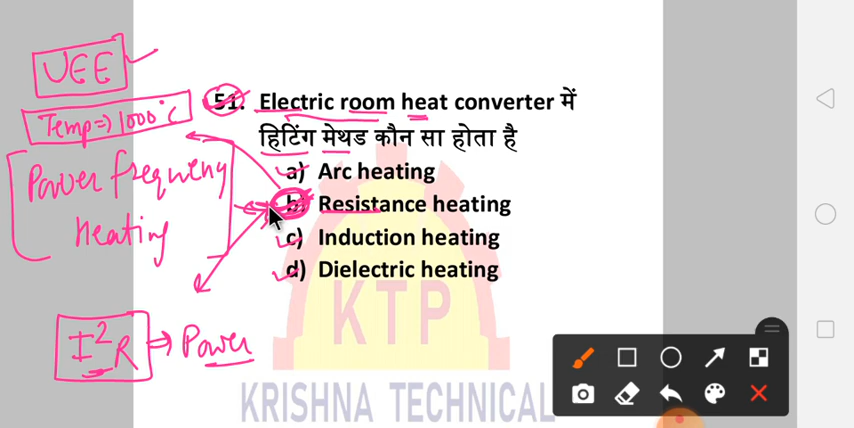 UEE
Temp=>1000°C
Power frequency
Heating
I²R => Power
51. Electric room heat converter में
हिटिंग मेथड कौन सा होता है
a) Arc heating
b) Resistance heating
c) Induction heating
d) Dielectric heating
KTP
KRISHNA TECHNICAL